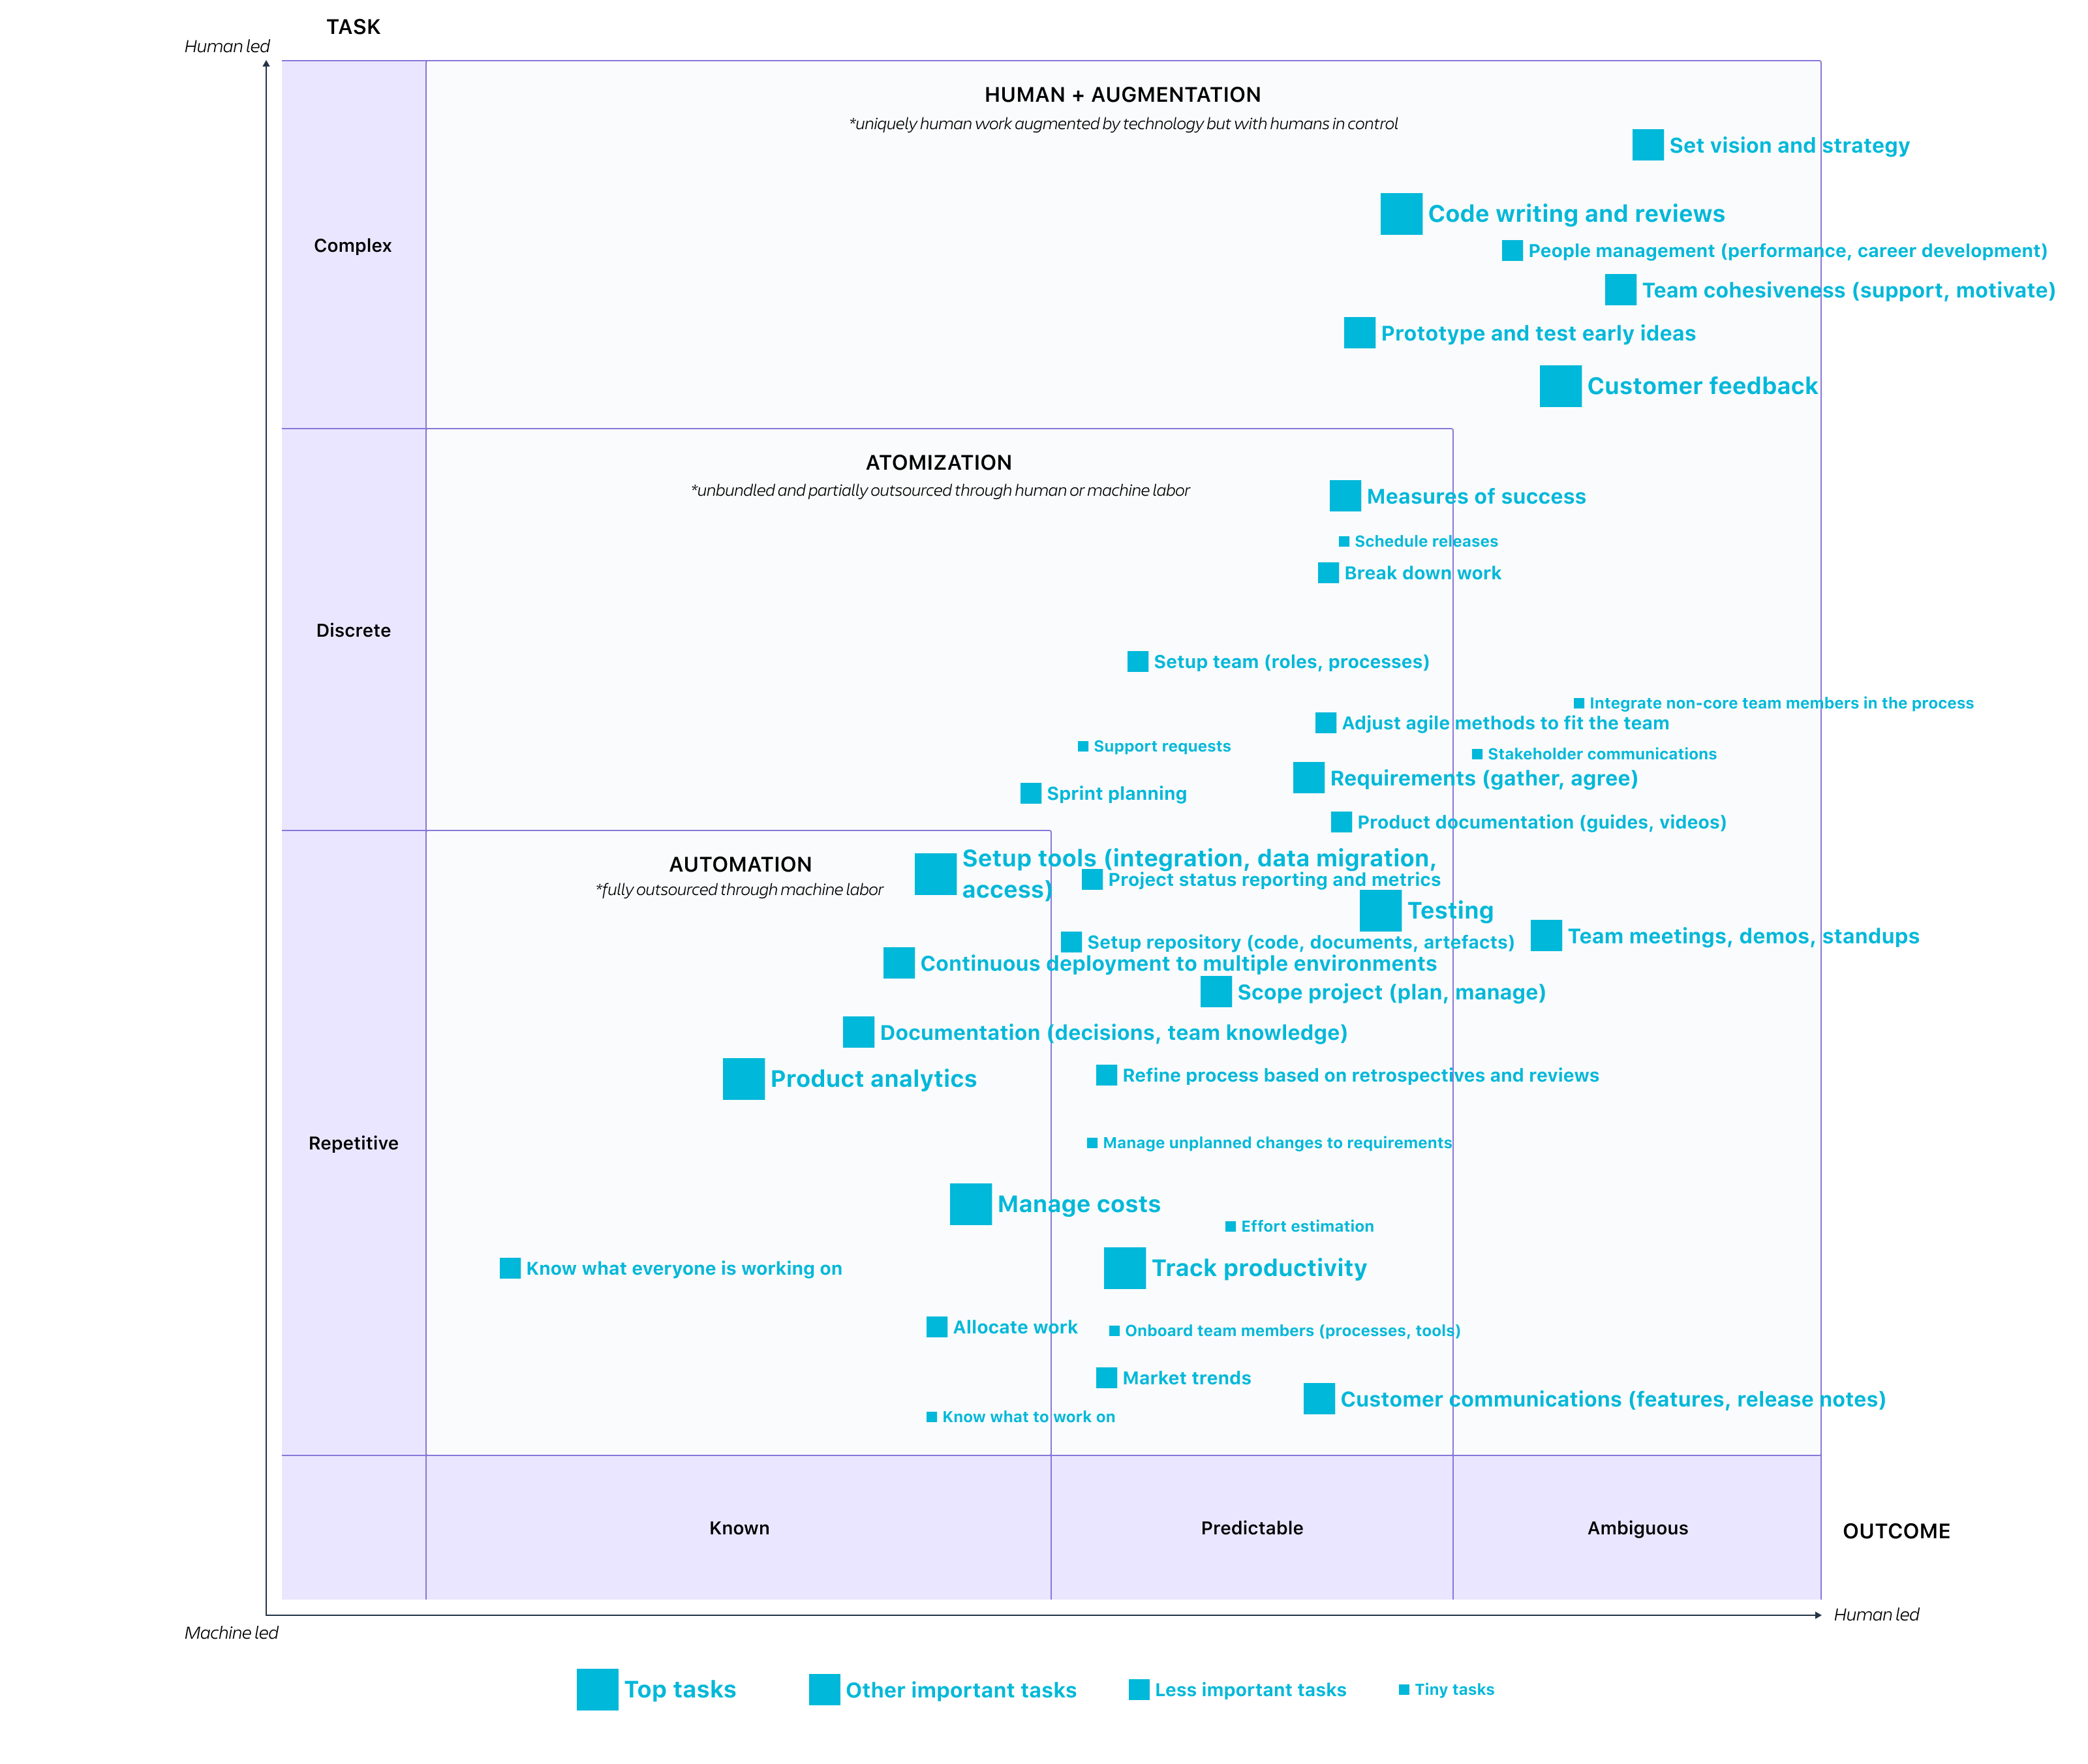 TASK
Human led
HUMAN + AUGMENTATION
*uniquely human work augmented by technology but with humans in control
Set vision and strategy
Code writing and reviews
Complex
People management (performance, career development)
Team cohesiveness (support, motivate)
Prototype and test early ideas
Customer feedback
ATOMIZATION
*unbundled and partially outsourced through human or machine labor
Measures of success
Schedule releases
Break down work
Discrete
Setup team (roles, processes)
Integrate non-core team members in the process
Adjust agile methods to fit the team
Support requests
Stakeholder communications
Requirements (gather, agree)
Sprint planning
Product documentation (guides, videos)
AUTOMATION
*fully outsourced through machine labor
Setup tools (integration, data migration,
access)
Project status reporting and metrics
Testing
Team meetings, demos, standups
Setup repository (code, documents, artefacts)
Continuous deployment to multiple environments
Scope project (plan, manage)
Documentation (decisions, team knowledge)
Product analytics
Refine process based on retrospectives and reviews
Repetitive
Manage unplanned changes to requirements
Manage costs
Effort estimation
Know what everyone is working on
Track productivity
Allocate work
Onboard team members (processes, tools)
Market trends
Customer communications (features, release notes)
Know what to work on
Known
Predictable
Ambiguous
OUTCOME
Human led
Machine led
Top tasks
Other important tasks
Less important tasks
Tiny tasks